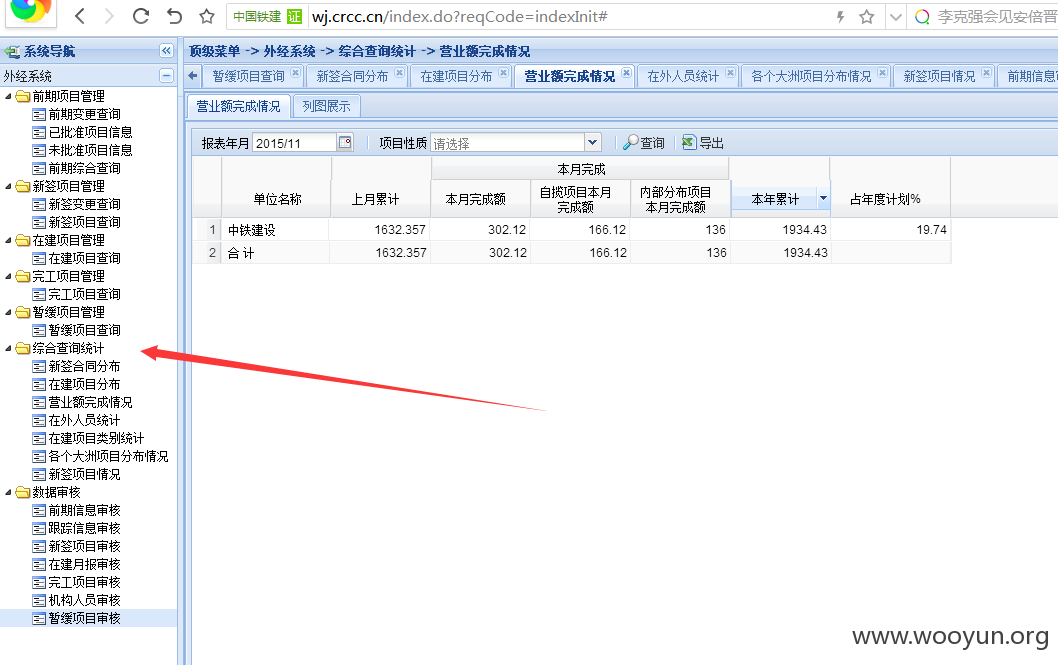 中国铁建 证 wj.crcc.cn/index.do?reqCode=indexInit# 李克强会见安倍晋
系统导航
外经系统
前期项目管理
前期变更查询
已批准项目信息
未批准项目信息
前期综合查询
新签项目管理
新签变更查询
新签项目查询
在建项目管理
在建项目查询
完工项目管理
完工项目查询
暂缓项目管理
暂缓项目查询
综合查询统计
新签合同分布
在建项目分布
营业额完成情况
在外人员统计
在建项目类别统计
各个大洲项目分布情况
新签项目情况
数据审核
前期信息审核
跟踪信息审核
新签项目审核
在建月报审核
完工项目审核
机构人员审核
暂缓项目审核
顶级菜单 -> 外经系统 -> 综合查询统计 -> 营业额完成情况
暂缓项目查询 新签合同分布 在建项目分布 营业额完成情况 在外人员统计 各个大洲项目分布情况 新签项目情况 前期信息
营业额完成情况 列图展示
报表年月 2015/11 项目性质 请选择 查询 导出
本月完成
单位名称 上月累计 本月完成额 自揽项目本月完成额 内部分布项目本月完成额 本年累计 占年度计划%
1 中铁建设 1632.357 302.12 166.12 136 1934.43 19.74
2 合 计 1632.357 302.12 166.12 136 1934.43
www.wooyun.org